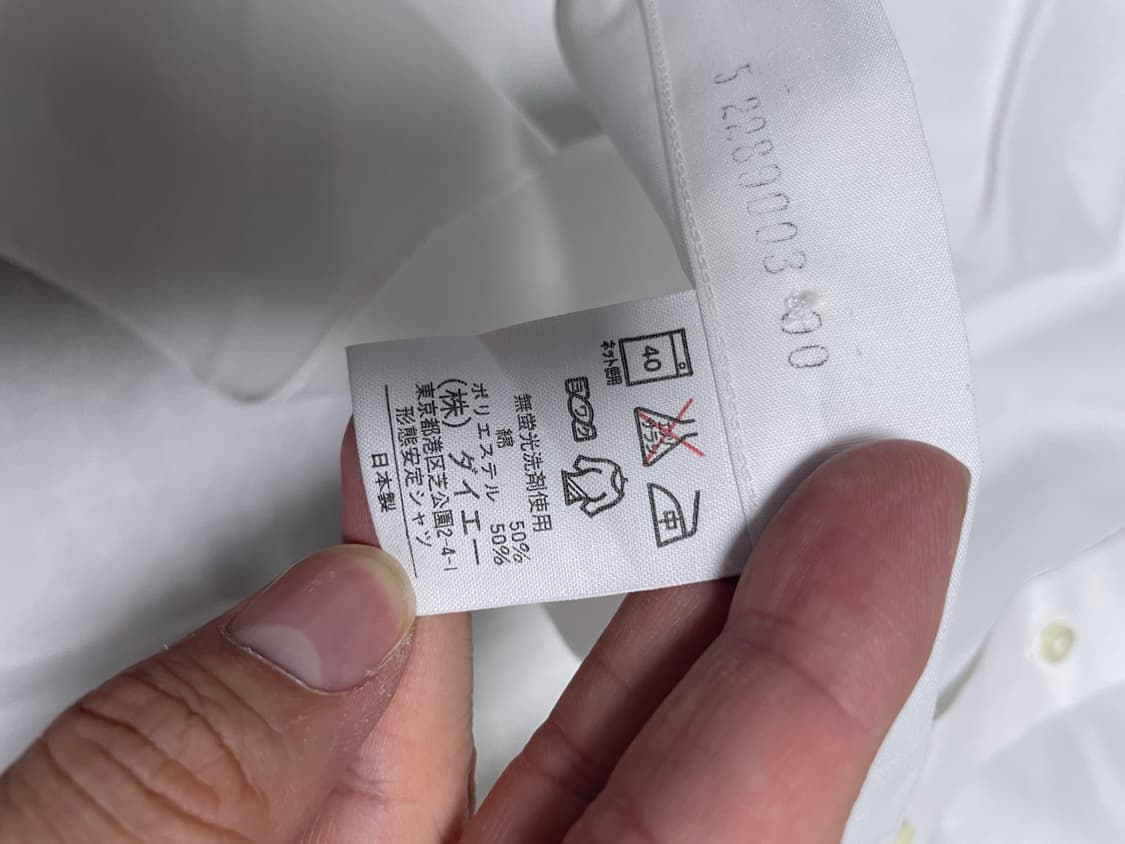 5 2289003 00
40
ネット使用
エンソ
サラシ
中
無蛍光洗剤使用
綿 50%
ポリエステル 50%
(株) ダイエー
東京都港区芝公園2-4-1
形態安定シャツ
日本製